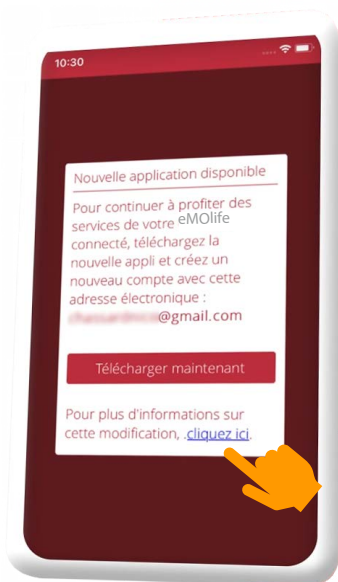 10:30
Nouvelle application disponible
Pour continuer à profiter des
services de votre eMOlife
connecté, téléchargez la
nouvelle appli et créez un
nouveau compte avec cette
adresse électronique :
@gmail.com
Télécharger maintenant
Pour plus d'informations sur
cette modification, .cliquez ici.